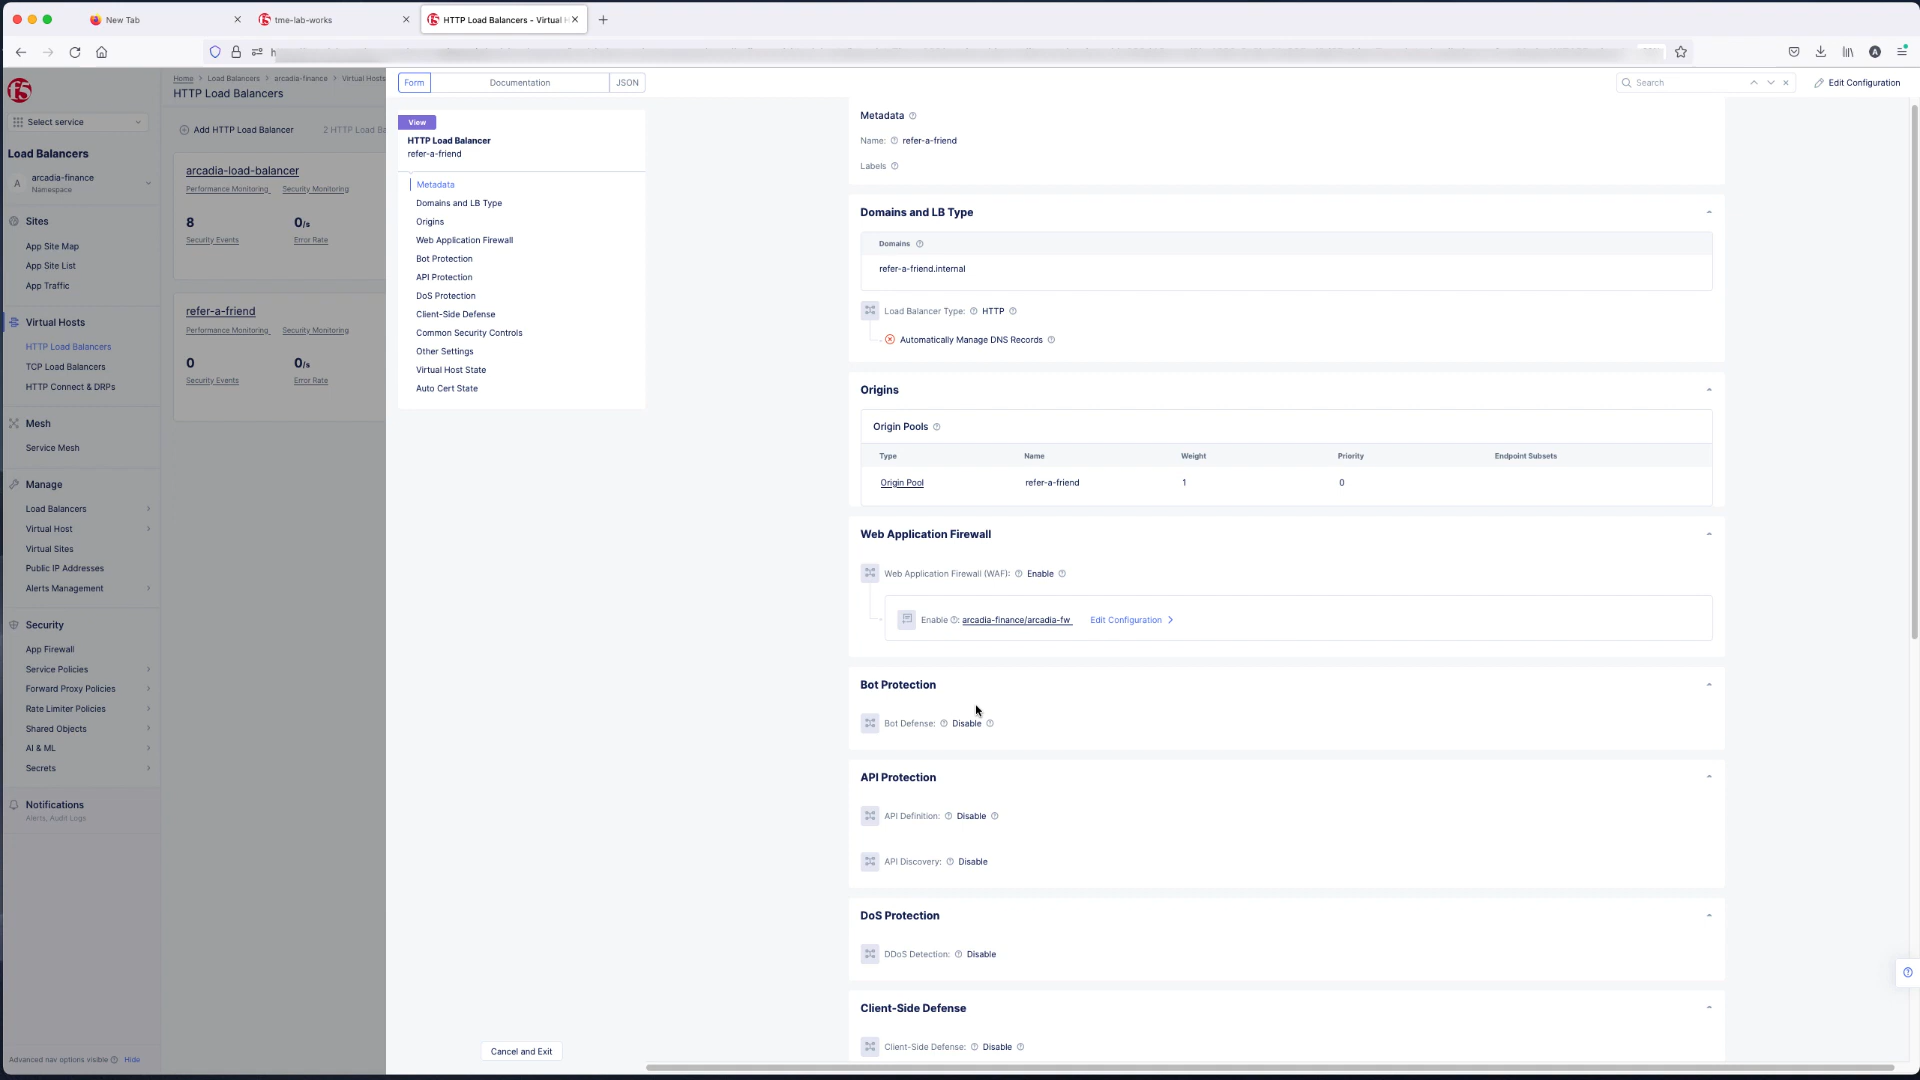 New Tab
tme-lab-works
HTTP Load Balancers - Virtual H
Home > Load Balancers > arcadia-finance > Virtual Hosts
HTTP Load Balancers
Select service
Add HTTP Load Balancer
2 HTTP Load Ba
Load Balancers
A
arcadia-finance
Namespace
arcadia-load-balancer
Performance Monitoring
Security Monitoring
8
0/s
Security Events
Error Rate
refer-a-friend
Performance Monitoring
Security Monitoring
0
0/s
Security Events
Error Rate
Sites
App Site Map
App Site List
App Traffic
Virtual Hosts
HTTP Load Balancers
TCP Load Balancers
HTTP Connect & DRPs
Mesh
Service Mesh
Manage
Load Balancers
Virtual Host
Virtual Sites
Public IP Addresses
Alerts Management
Security
App Firewall
Service Policies
Forward Proxy Policies
Rate Limiter Policies
Shared Objects
AI & ML
Secrets
Notifications
Alerts, Audit Logs
Advanced nav options visible
Hide
Form
Documentation
JSON
Search
Edit Configuration
View
HTTP Load Balancer
refer-a-friend
Metadata
Domains and LB Type
Origins
Web Application Firewall
Bot Protection
API Protection
DoS Protection
Client-Side Defense
Common Security Controls
Other Settings
Virtual Host State
Auto Cert State
Cancel and Exit
Metadata
Name: refer-a-friend
Labels
Domains and LB Type
Domains
refer-a-friend.internal
Load Balancer Type: HTTP
Automatically Manage DNS Records
Origins
Origin Pools
Type Name Weight Priority Endpoint Subsets
Origin Pool refer-a-friend 1 0
Web Application Firewall
Web Application Firewall (WAF): Enable
Enable : arcadia-finance/arcadia-fw Edit Configuration
Bot Protection
Bot Defense: Disable
API Protection
API Definition: Disable
API Discovery: Disable
DoS Protection
DDoS Detection: Disable
Client-Side Defense
Client-Side Defense: Disable